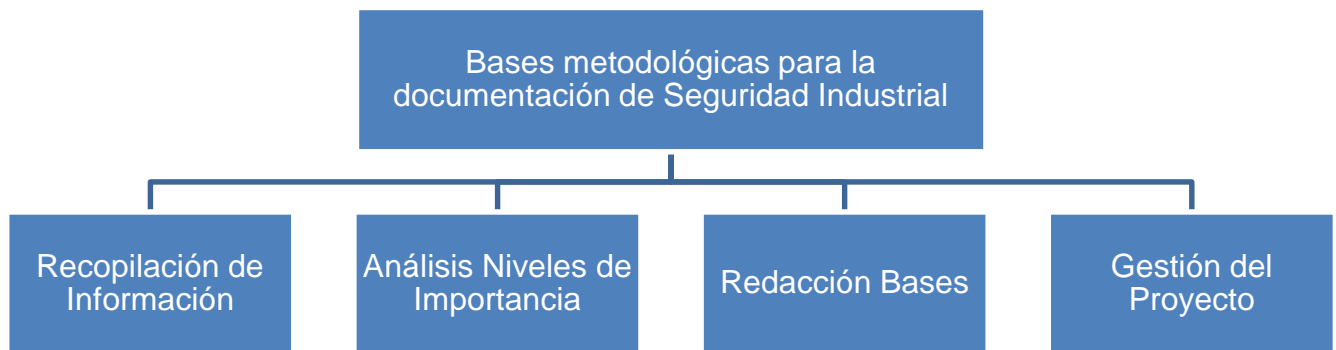 Bases metodológicas para la
documentación de Seguridad Industrial
Recopilación de
Información
Análisis Niveles de
Importancia
Redacción Bases
Gestión del
Proyecto